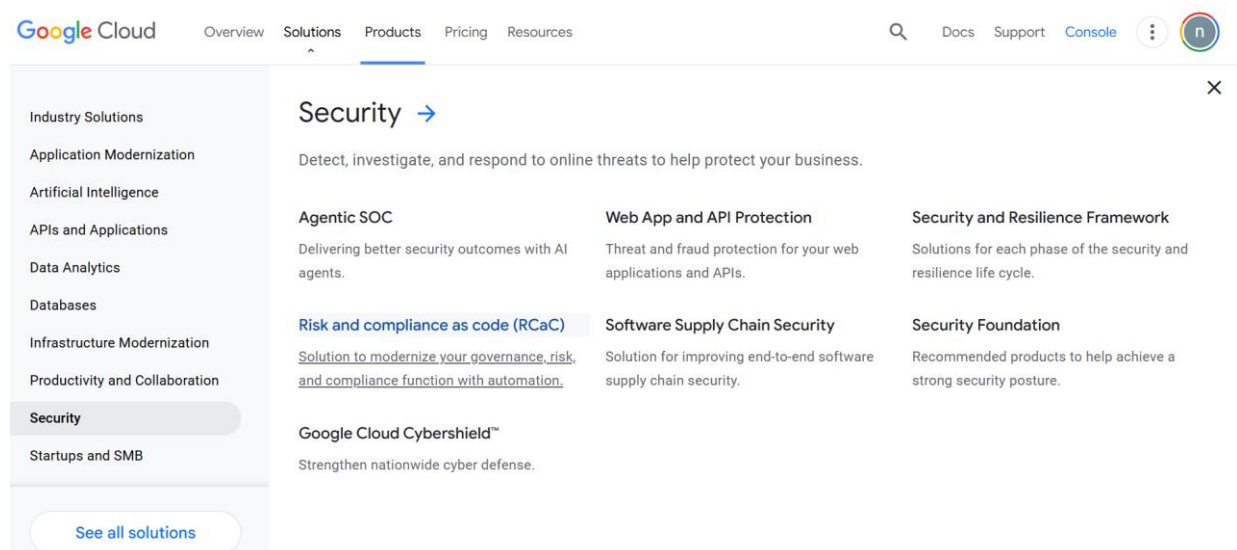 Google Cloud
Overview
Solutions
Products
Pricing
Resources
Docs
Support
Console
n
Industry Solutions
Application Modernization
Artificial Intelligence
APIs and Applications
Data Analytics
Databases
Infrastructure Modernization
Productivity and Collaboration
Security
Startups and SMB
See all solutions
Security →
Detect, investigate, and respond to online threats to help protect your business.
Agentic SOC
Delivering better security outcomes with AI
agents.
Web App and API Protection
Threat and fraud protection for your web
applications and APIs.
Security and Resilience Framework
Solutions for each phase of the security and
resilience life cycle.
Risk and compliance as code (RCaC)
Solution to modernize your governance, risk,
and compliance function with automation.
Software Supply Chain Security
Solution for improving end-to-end software
supply chain security.
Security Foundation
Recommended products to help achieve a
strong security posture.
Google Cloud Cybershield™
Strengthen nationwide cyber defense.